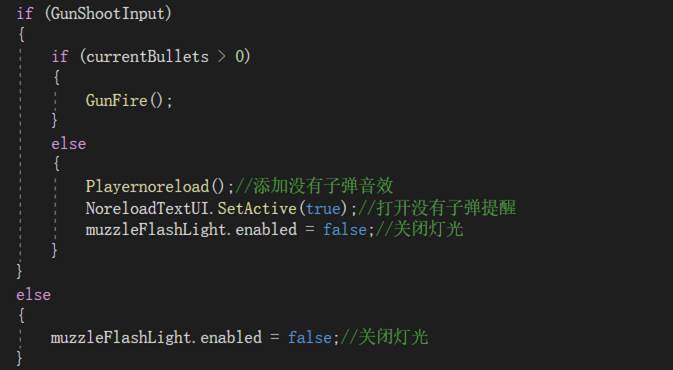 if (GunShootInput)
{
if (currentBullets > 0)
{
GunFire();
}
else
{
Playernoreload();//添加没有子弹音效
NoreloadTextUI.SetActive(true);//打开没有子弹提醒
muzzleFlashLight.enabled = false;//关闭灯光
}
}
else
{
muzzleFlashLight.enabled = false;//关闭灯光
}